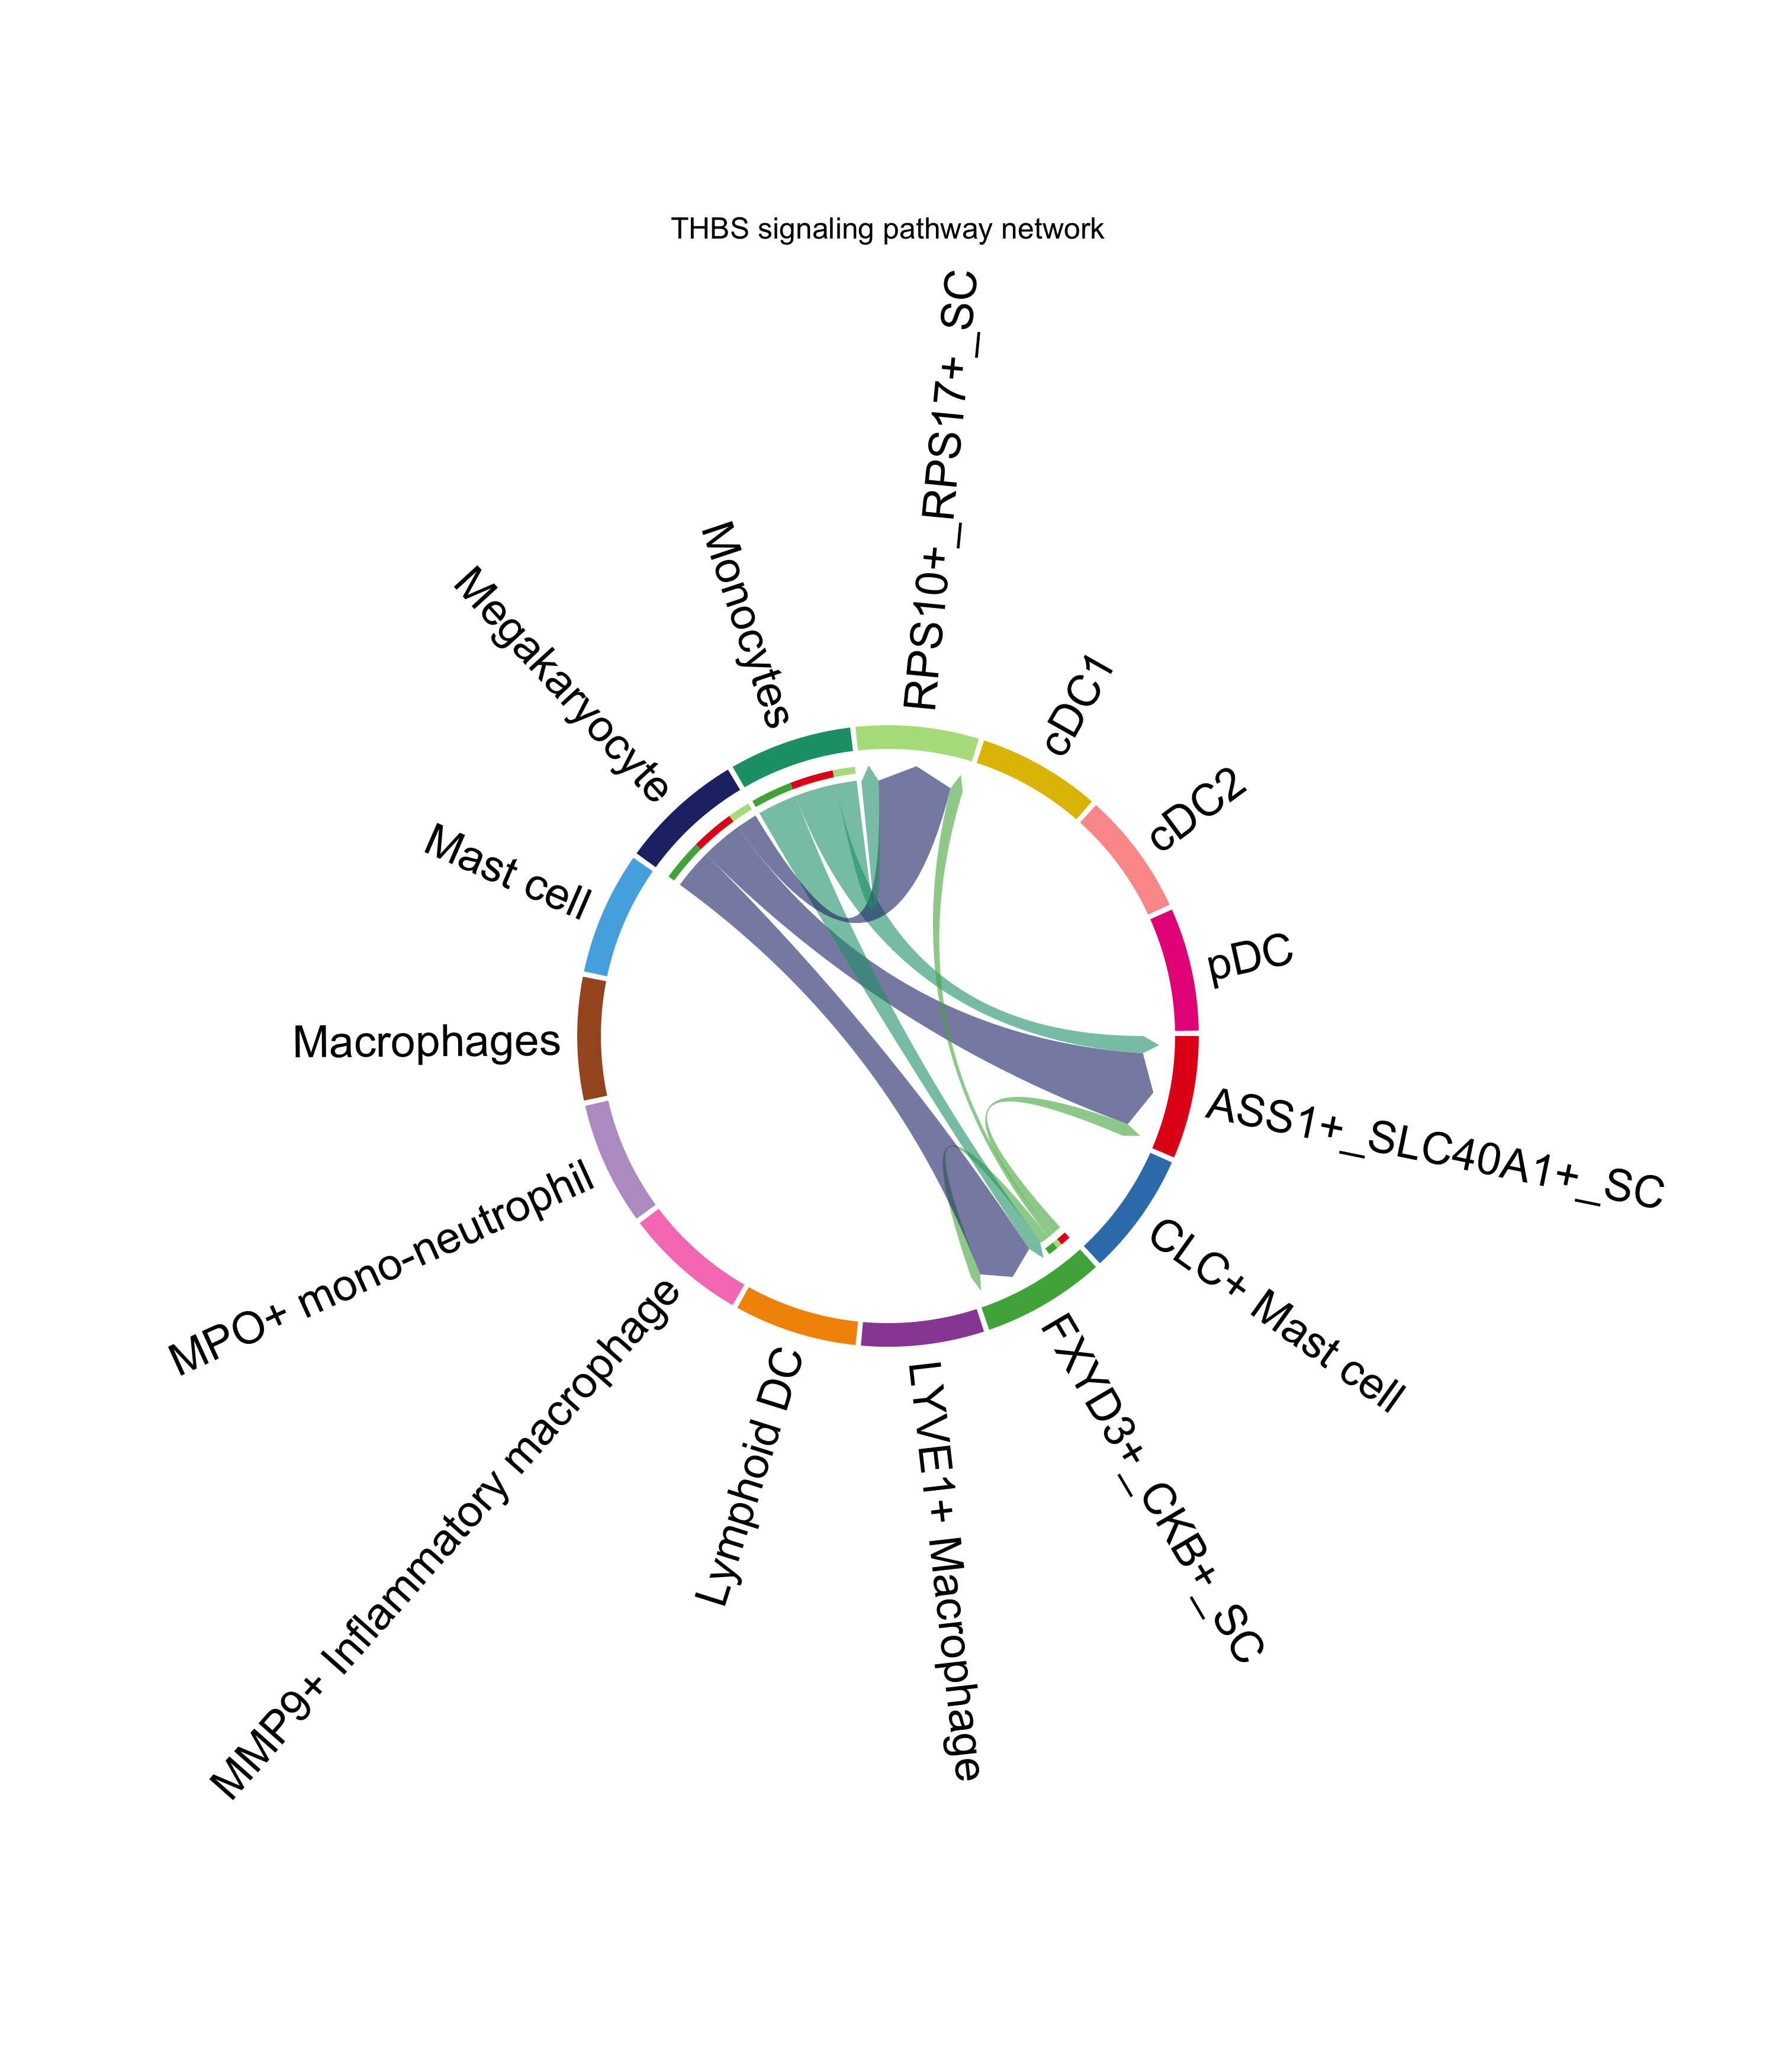 THBS signaling pathway network
RPS10+_RPS17+_SC
cDC1
cDC2
pDC
ASS1+_SLC40A1+_SC
CLC+ Mast cell
FXYD3+_CKB+_SC
LYVE1+ Macrophage
Lymphoid DC
MMP9+ Inflammatory macrophage
MPO+ mono-neutrophil
Macrophages
Mast cell
Megakaryocyte
Monocytes